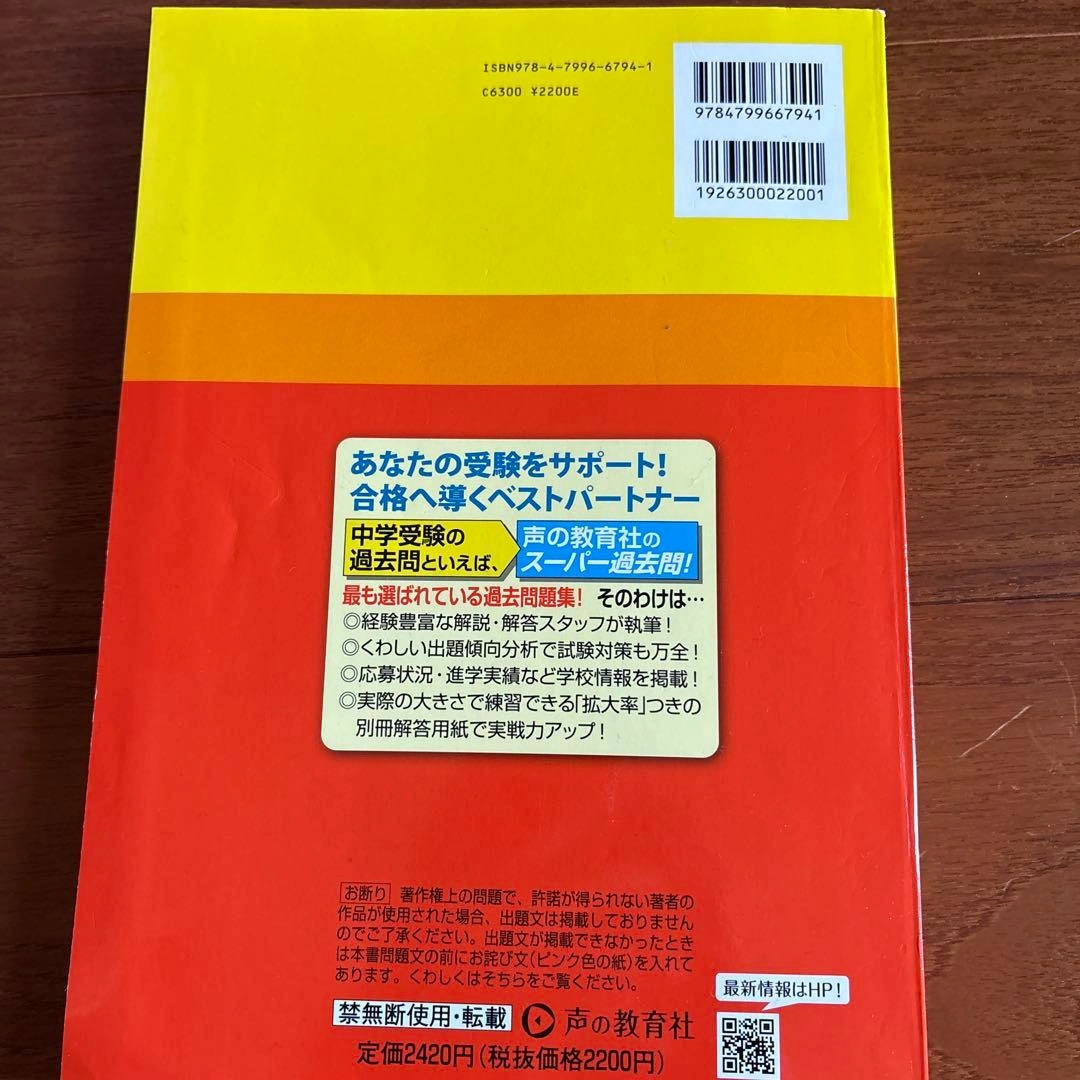 ISBN978-4-7996-6794-1
C6300 ¥2200E
9784799667941
1926300022001
あなたの受験をサポート！
合格へ導くベストパートナー
中学受験の
過去問といえば、
声の教育社の
スーパー過去問！
最も選ばれている過去問題集！ そのわけは…
◎経験豊富な解説・解答スタッフが執筆！
◎くわしい出題傾向分析で試験対策も万全！
◎応募状況・進学実績など学校情報を掲載！
◎実際の大きさで練習できる「拡大率」つきの
別冊解答用紙で実戦力アップ！
お断り 著作権上の問題で、許諾が得られない著者の
作品が使用された場合、出題文は掲載しておりません
のでご了承ください。出題文が掲載できなかったときは
は本書問題文の前にお詫び文（ピンク色の紙）を入れて
あります。くわしくはそちらをご覧ください。
最新情報はHP！
禁無断使用・転載 声の教育社
定価2420円（税抜価格2200円）